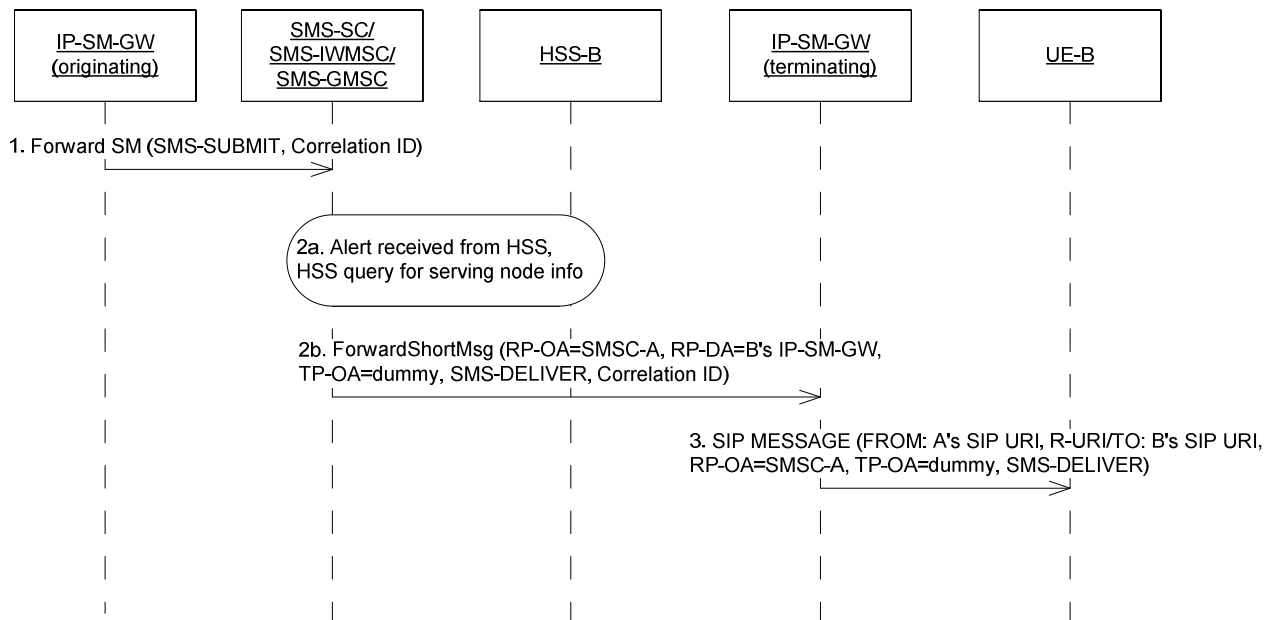 IP-SM-GW
(originating)
SMS-SC/
SMS-IWMSC/
SMS-GMSC
HSS-B
IP-SM-GW
(terminating)
UE-B
1. Forward SM (SMS-SUBMIT, Correlation ID)
2a. Alert received from HSS,
HSS query for serving node info
2b. ForwardShortMsg (RP-OA=SMSC-A, RP-DA=B's IP-SM-GW,
TP-OA=dummy, SMS-DELIVER, Correlation ID)
3. SIP MESSAGE (FROM: A's SIP URI, R-URI/TO: B's SIP URI,
RP-OA=SMSC-A, TP-OA=dummy, SMS-DELIVER)